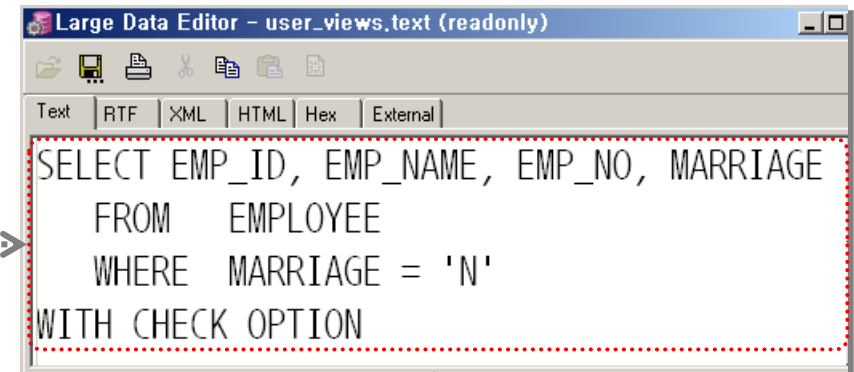 Large Data Editor - user_views.text (readonly)
Text RTF XML HTML Hex External
SELECT EMP_ID, EMP_NAME, EMP_NO, MARRIAGE
FROM EMPLOYEE
WHERE MARRIAGE = 'N'
WITH CHECK OPTION